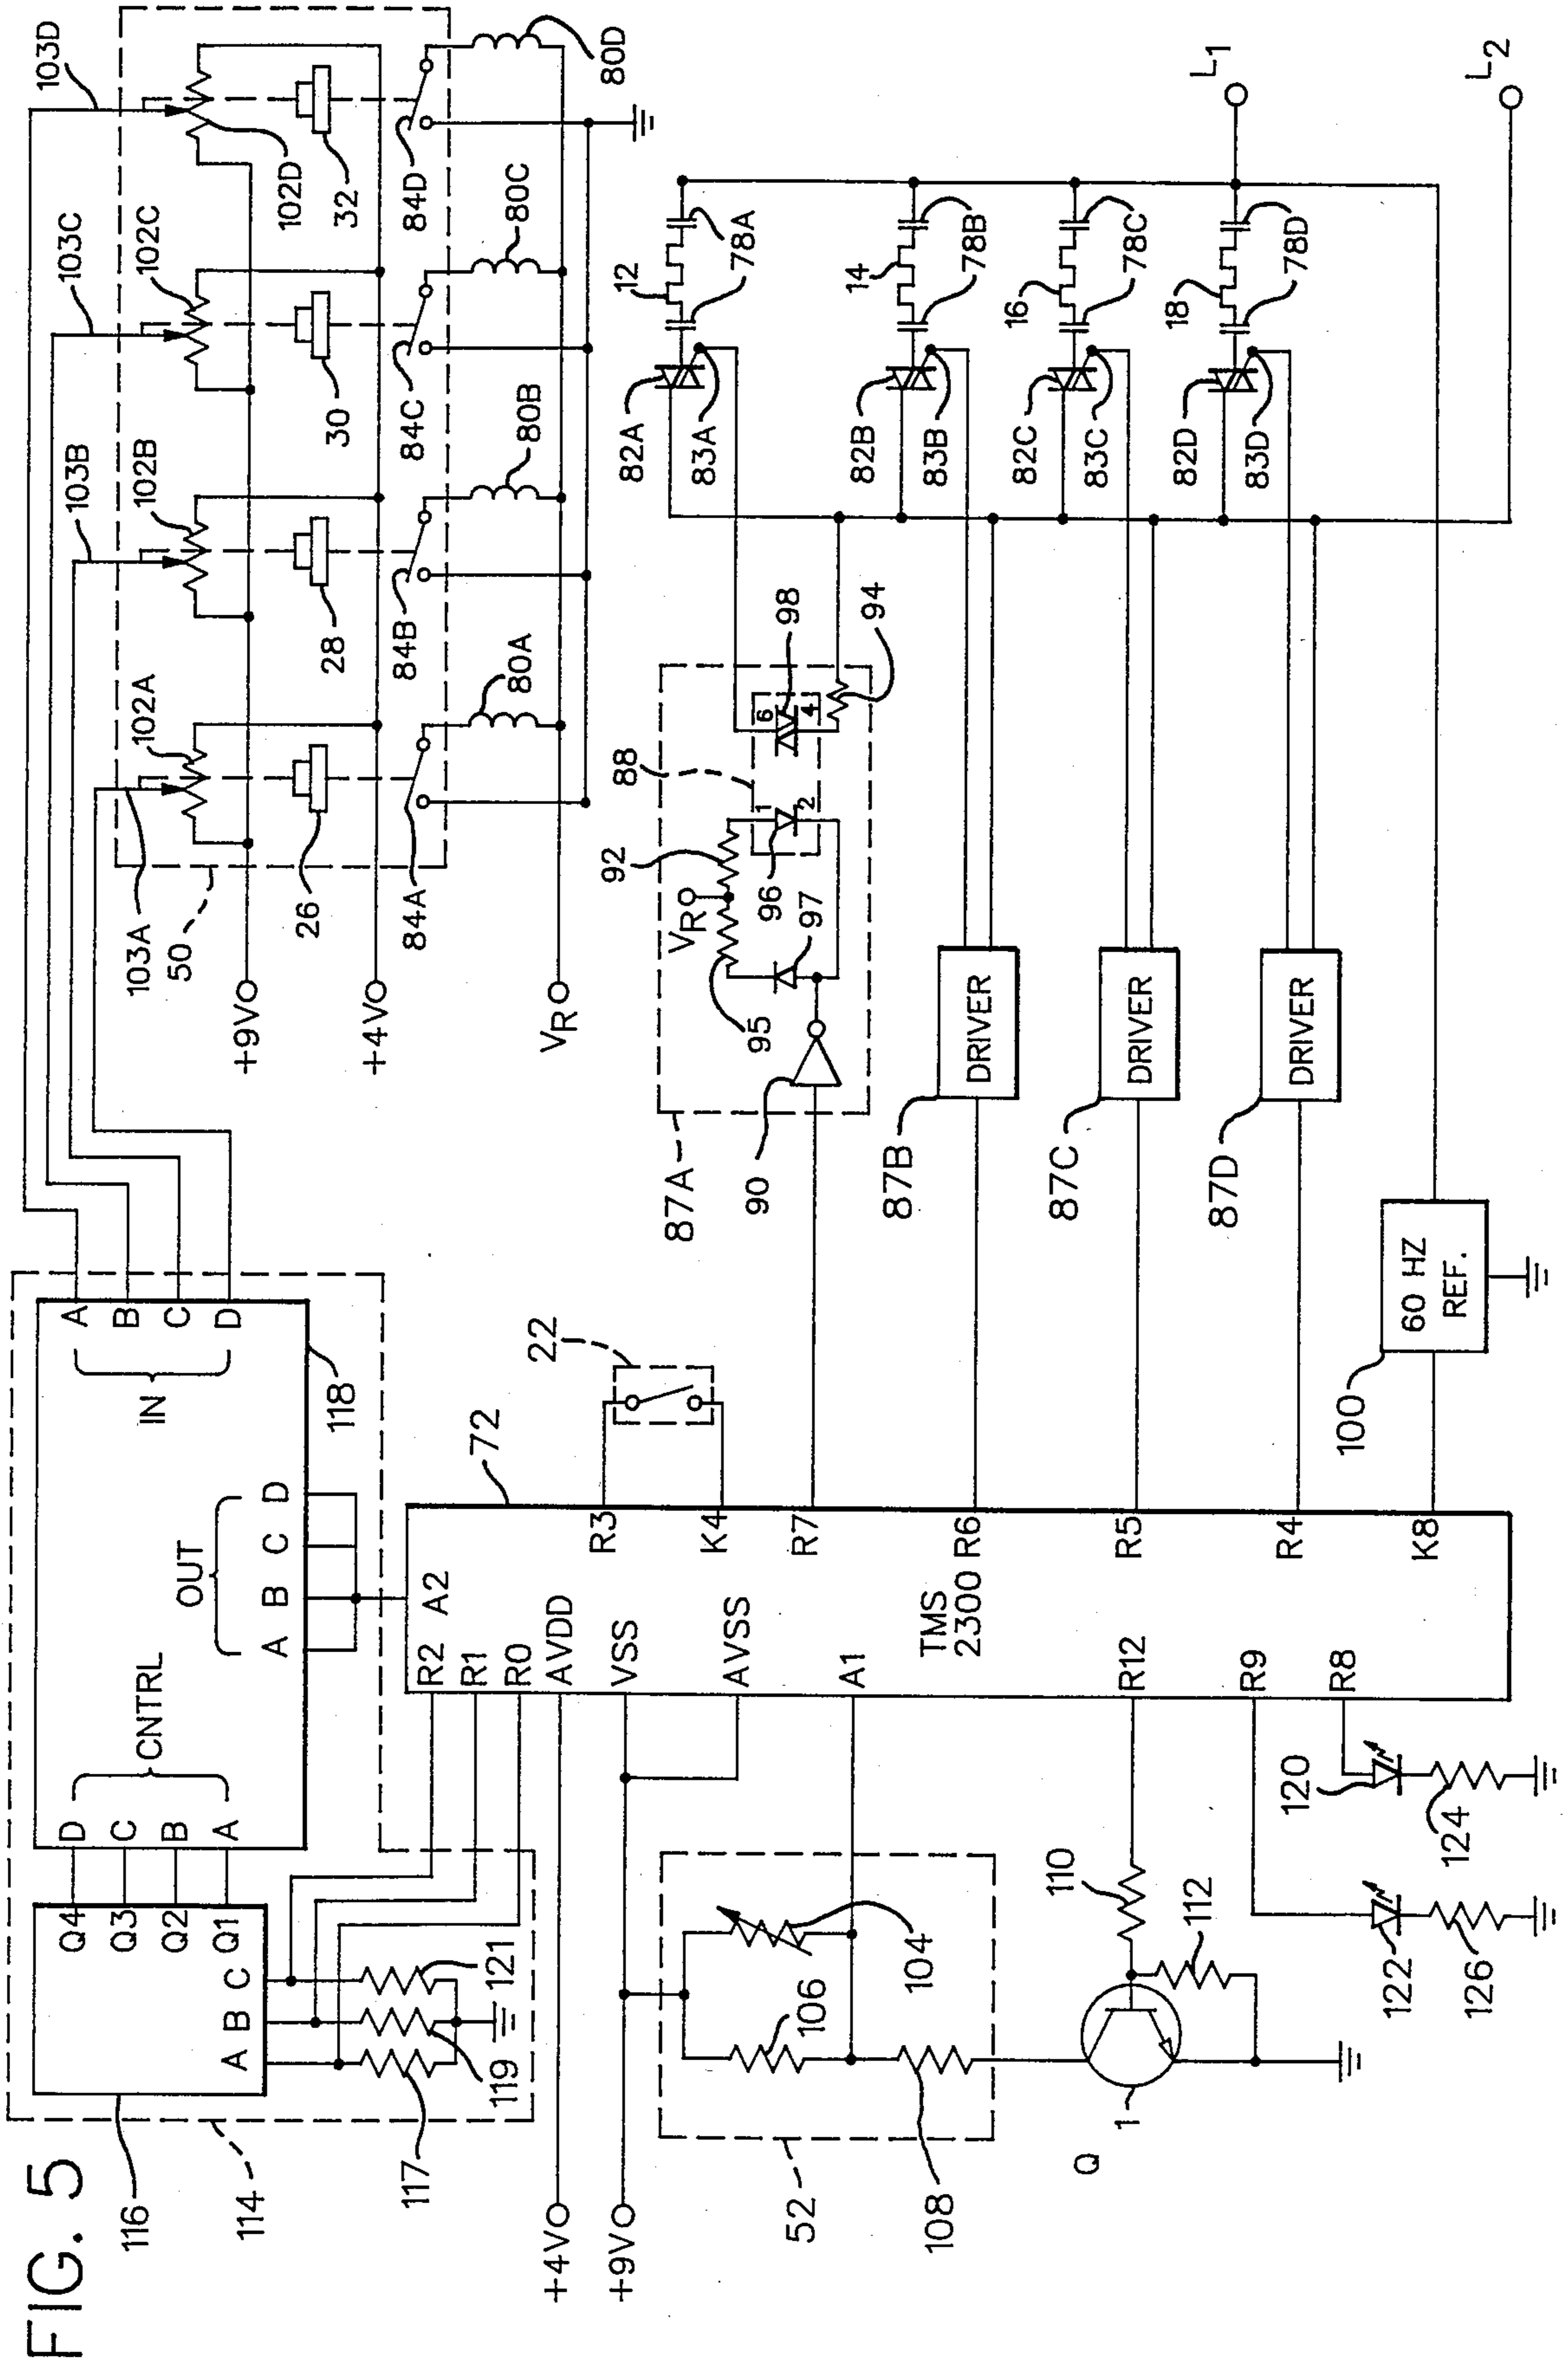 FIG. 5
116
114
117
119
121
A B C
Q4
Q3
Q2
Q1
D
C
B
A
CNTRL
OUT
A B C D
IN
A
B
C
D
118
103A
103B
103C
103D
102A
102B
102C
102D
50
26
28
30
32
+9V
+4V
VR
84A
84B
84C
84D
80A
80B
80C
80D
+4V
+9V
R2
R1
R0
AVDD
VSS
AVSS
A1
A2
72
TMS
2300
R3
K4
R7
R6
R5
R4
K8
R12
R9
R8
22
52
104
106
108
110
112
Q
1
120
122
124
126
87A
90
95
97
VR
92
96
88
1
2
6
4
98
94
87B
DRIVER
87C
DRIVER
87D
DRIVER
100
60 HZ
REF.
82A
83A
12
78A
82B
83B
14
78B
82C
83C
16
78C
82D
83D
18
78D
L1
L2